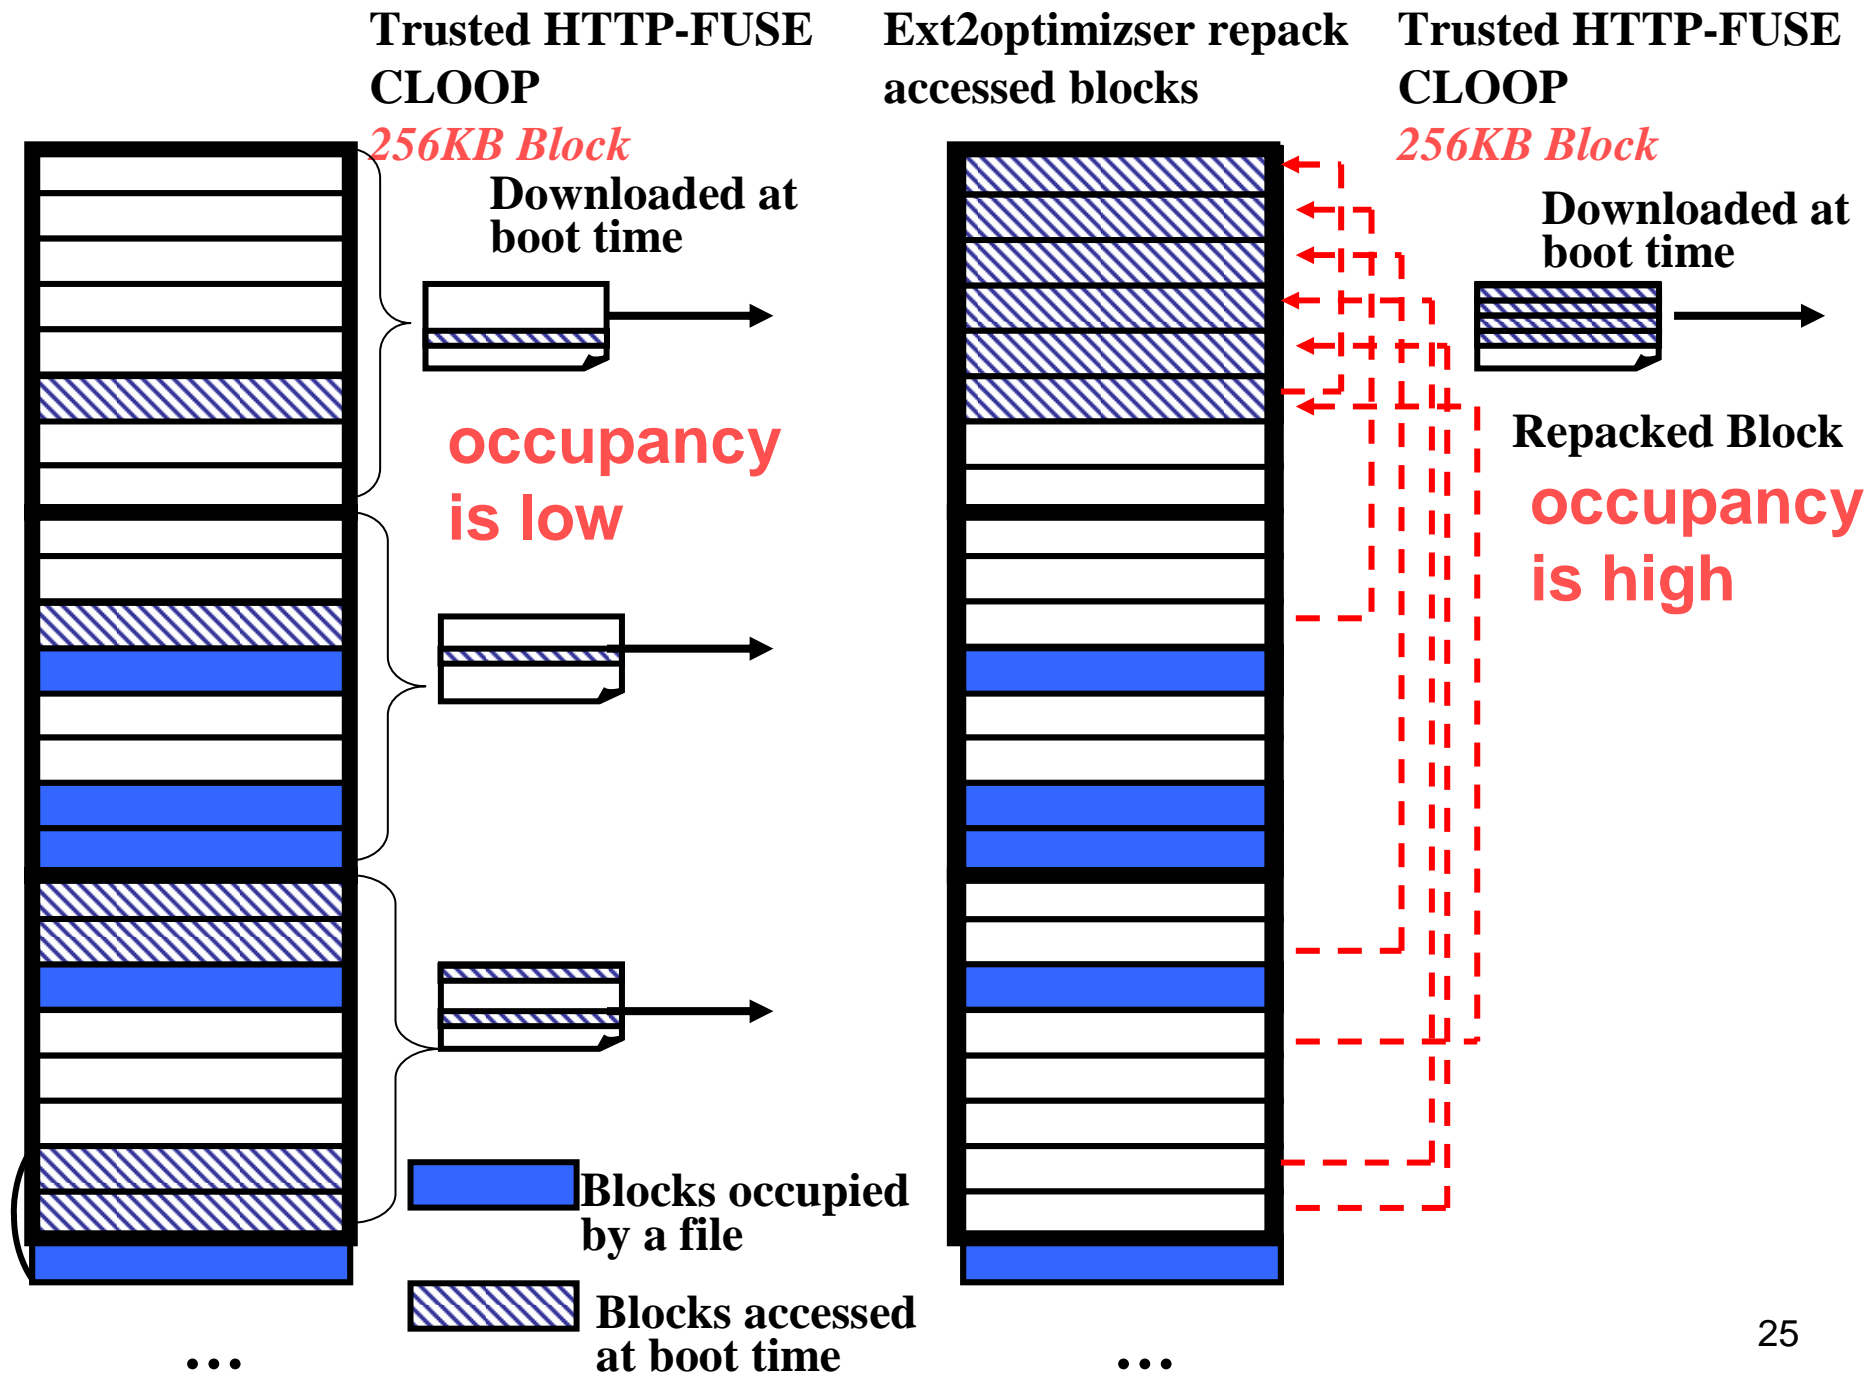 Trusted HTTP-FUSE
CLOOP
256KB Block
Downloaded at
boot time
occupancy
is low
Blocks occupied
by a file
Blocks accessed
at boot time
…
Ext2optimizser repack
accessed blocks
Trusted HTTP-FUSE
CLOOP
256KB Block
Downloaded at
boot time
Repacked Block
occupancy
is high
…
25